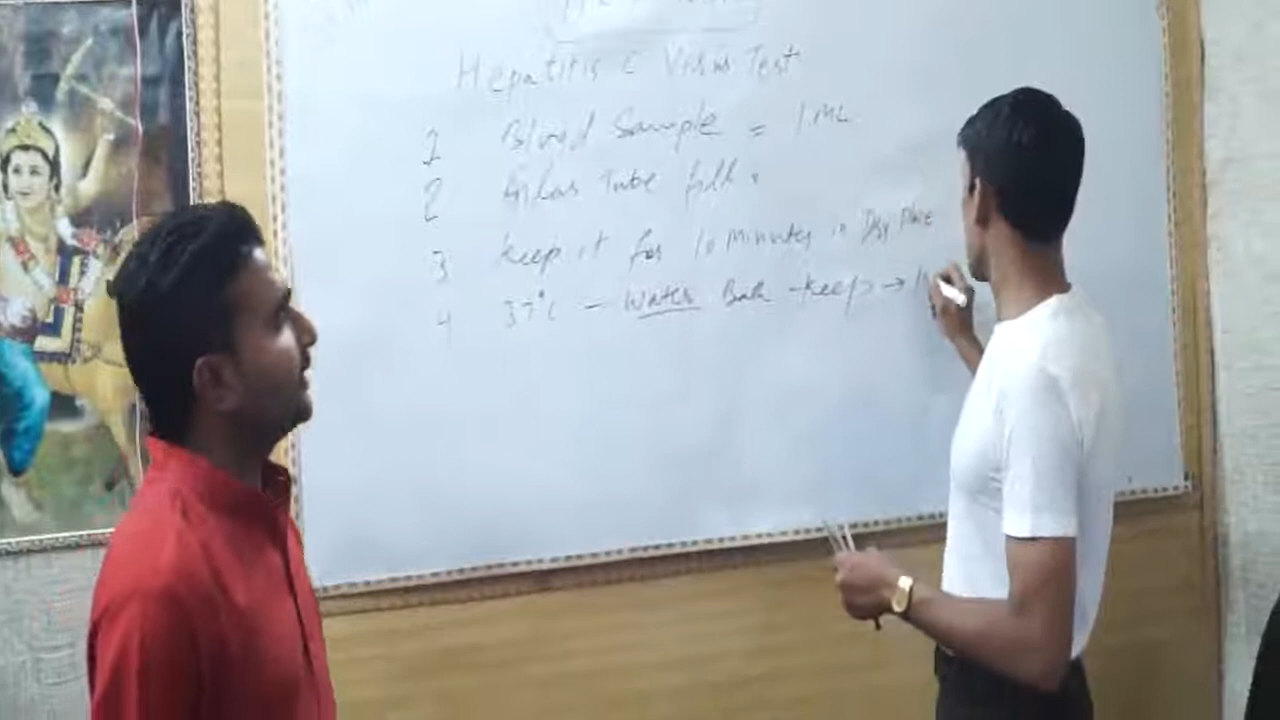 Hepatitis C Virus Test
1 Blood Sample = 1 ML
2 Tube fill.
3 keep it for 10 Minutes in Dry Place
4 37°C – Water Bath keep →